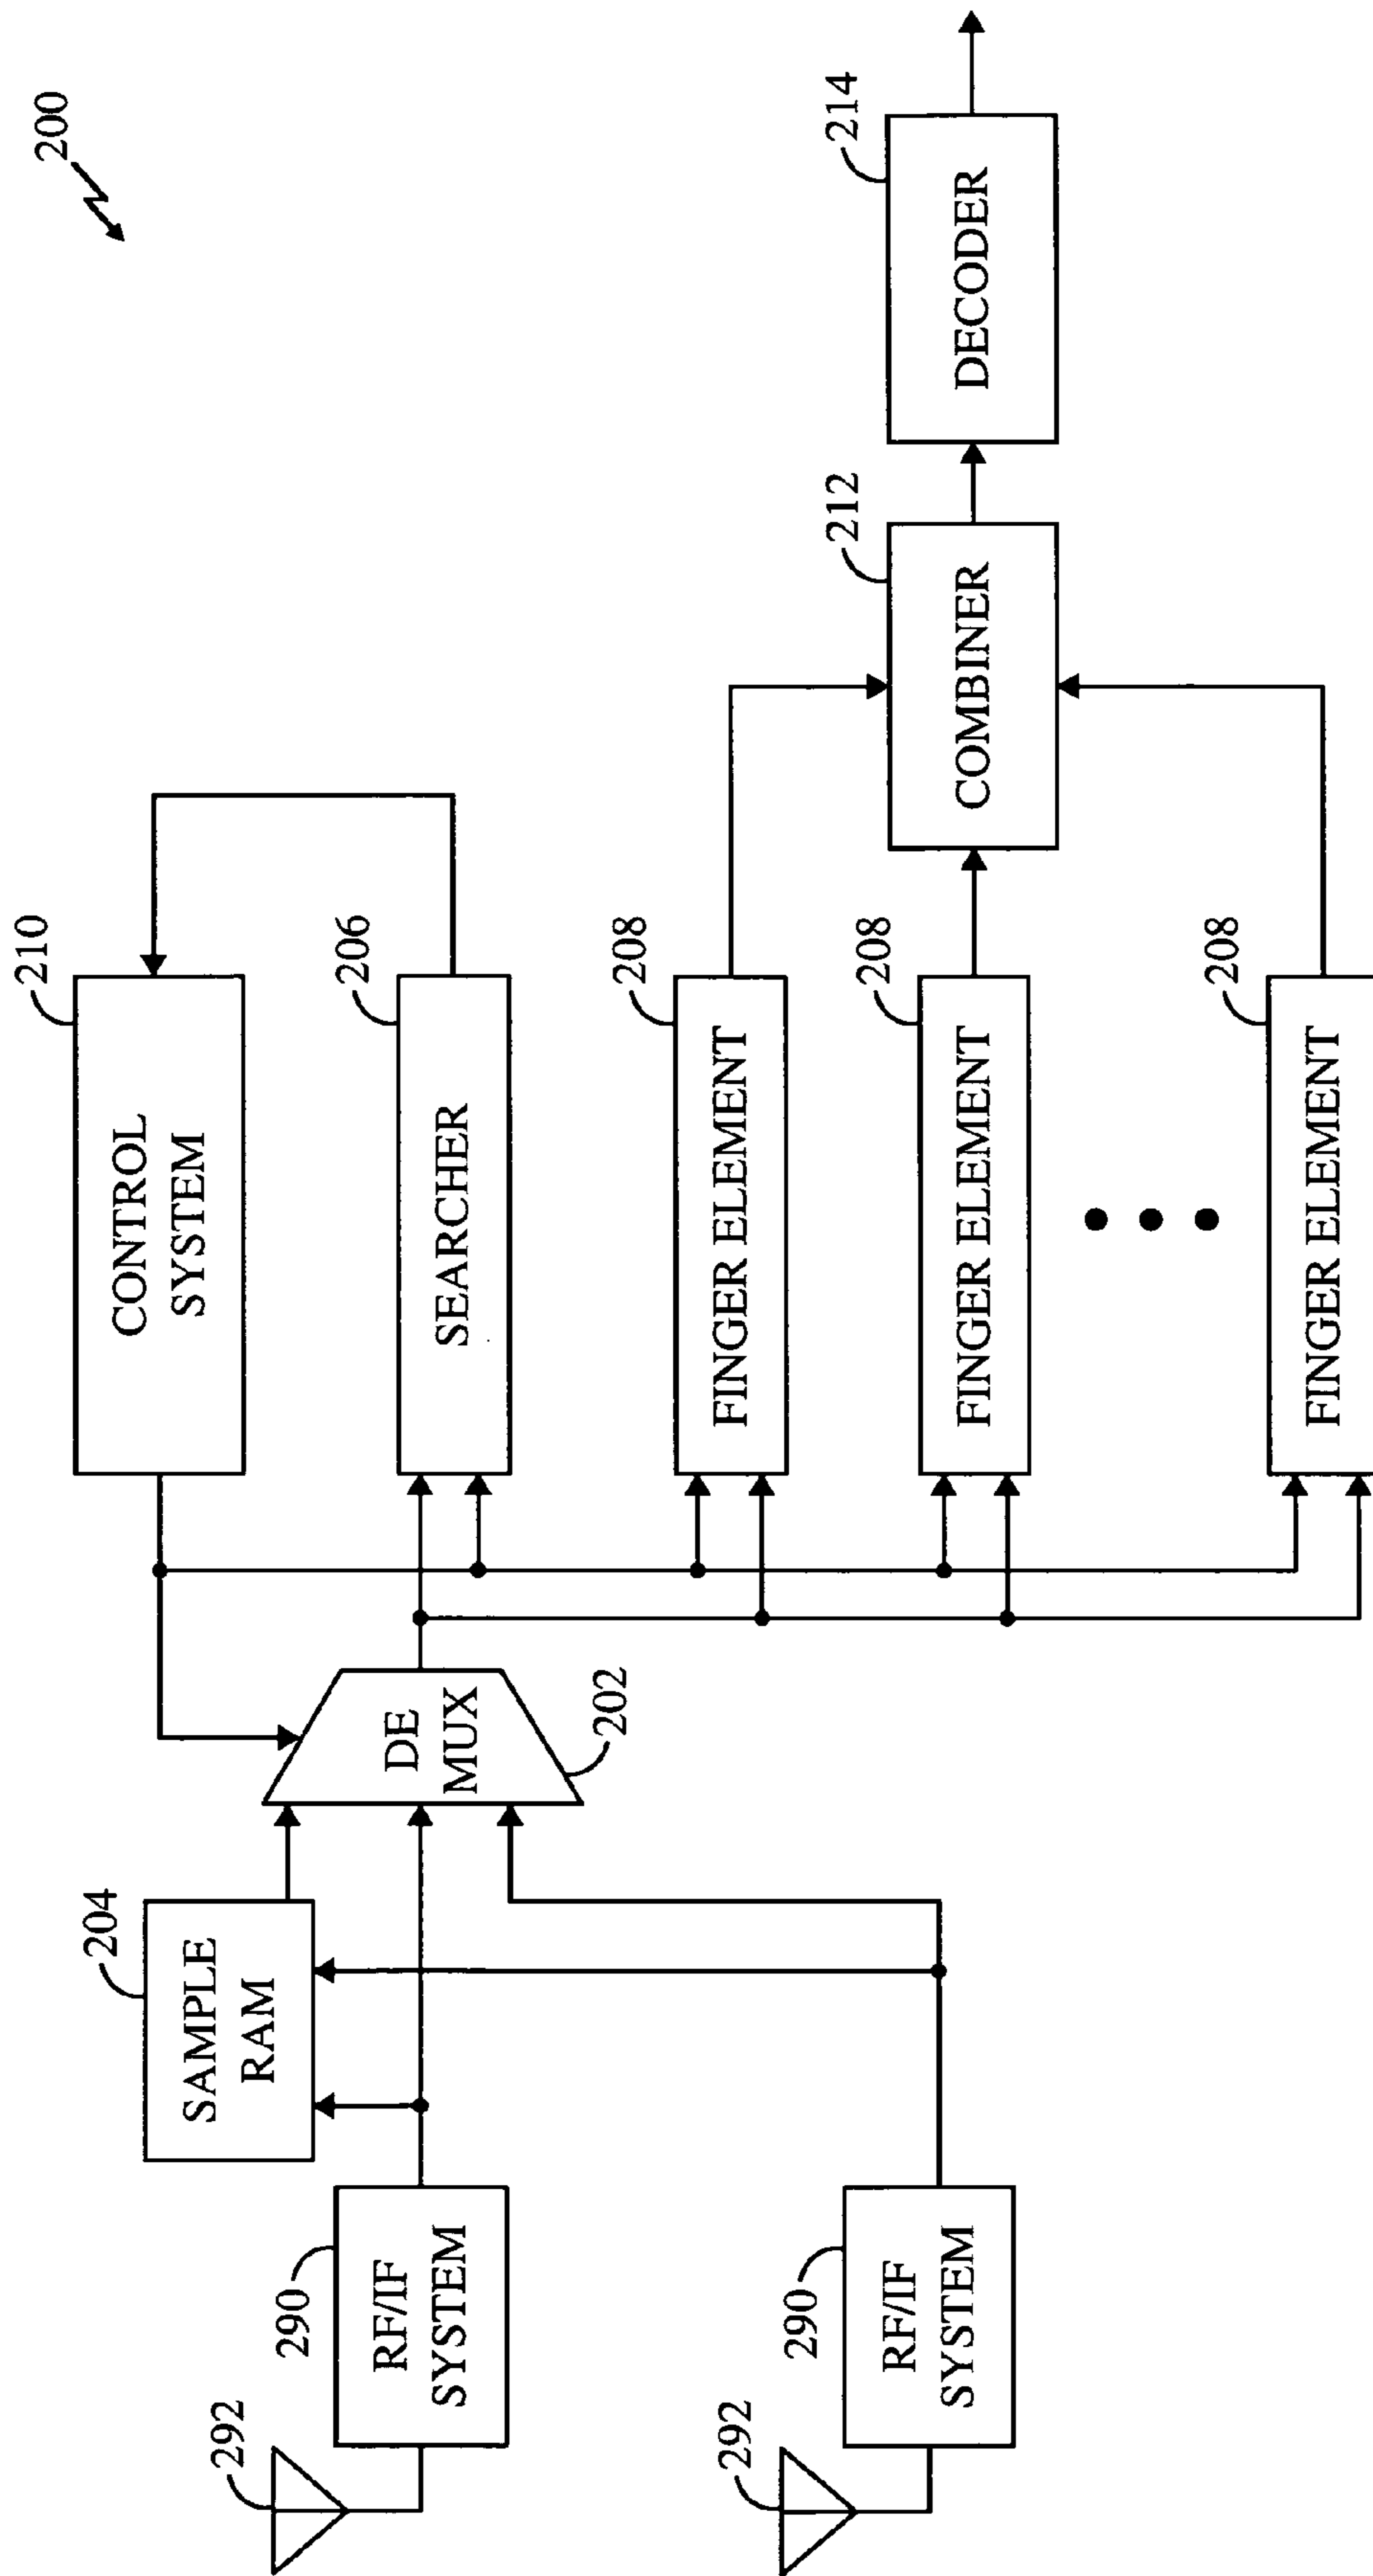 200
210
CONTROL
SYSTEM
206
SEARCHER
204
SAMPLE
RAM
DE
MUX
202
292
290
RF/IF
SYSTEM
292
290
RF/IF
SYSTEM
208
FINGER ELEMENT
208
FINGER ELEMENT
208
FINGER ELEMENT
212
COMBINER
214
DECODER